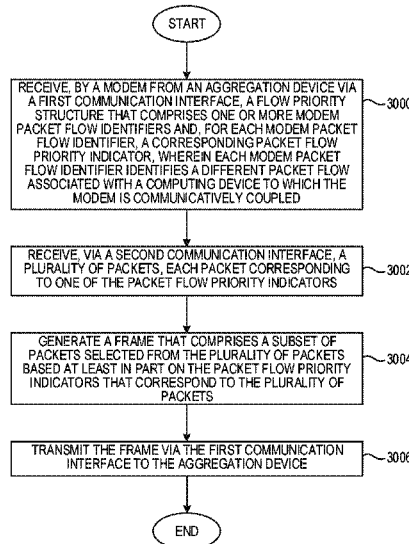 START
RECEIVE, BY A MODEM FROM AN AGGREGATION DEVICE VIA
A FIRST COMMUNICATION INTERFACE, A FLOW PRIORITY
STRUCTURE THAT COMPRISES ONE OR MORE MODEM
PACKET FLOW IDENTIFIERS AND, FOR EACH MODEM PACKET
FLOW IDENTIFIER, A CORRESPONDING PACKET FLOW
PRIORITY INDICATOR, WHEREIN EACH MODEM PACKET
FLOW IDENTIFIER IDENTIFIES A DIFFERENT PACKET FLOW
ASSOCIATED WITH A COMPUTING DEVICE TO WHICH THE
MODEM IS COMMUNICATIVELY COUPLED
3000
RECEIVE, VIA A SECOND COMMUNICATION INTERFACE, A
PLURALITY OF PACKETS, EACH PACKET CORRESPONDING
TO ONE OF THE PACKET FLOW PRIORITY INDICATORS
3002
GENERATE A FRAME THAT COMPRISES A SUBSET OF
PACKETS SELECTED FROM THE PLURALITY OF PACKETS
BASED AT LEAST IN PART ON THE PACKET FLOW PRIORITY
INDICATORS THAT CORRESPOND TO THE PLURALITY OF
PACKETS
3004
TRANSMIT THE FRAME VIA THE FIRST COMMUNICATION
INTERFACE TO THE AGGREGATION DEVICE
3006
END